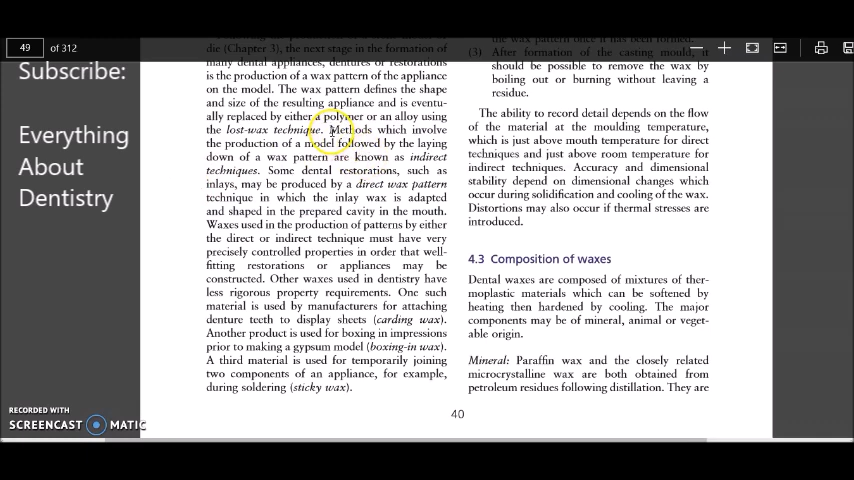 49 of 312
Subscribe:
Everything
About
Dentistry
die (Chapter 3), the next stage in the formation of
many dental appliances, dentures or restorations
is the production of a wax pattern of the appliance
on the model. The wax pattern defines the shape
and size of the resulting appliance and is eventu-
ally replaced by either a polymer or an alloy using
the lost-wax technique. Methods which involve
the production of a model followed by the laying
down of a wax pattern are known as indirect
techniques. Some dental restorations, such as
inlays, may be produced by a direct wax pattern
technique in which the inlay wax is adapted
and shaped in the prepared cavity in the mouth.
Waxes used in the production of patterns by either
the direct or indirect technique must have very
precisely controlled properties in order that well-
fitting restorations or appliances may be
constructed. Other waxes used in dentistry have
less rigorous property requirements. One such
material is used by manufacturers for attaching
denture teeth to display sheets (carding wax).
Another product is used for boxing in impressions
prior to making a gypsum model (boxing-in wax).
A third material is used for temporarily joining
two components of an appliance, for example,
during soldering (sticky wax).
the wax pattern once it has been formed.
(3) After formation of the casting mould, it
should be possible to remove the wax by
boiling out or burning without leaving a
residue.
The ability to record detail depends on the flow
of the material at the moulding temperature,
which is just above mouth temperature for direct
techniques and just above room temperature for
indirect techniques. Accuracy and dimensional
stability depend on dimensional changes which
occur during solidification and cooling of the wax.
Distortions may also occur if thermal stresses are
introduced.
4.3 Composition of waxes
Dental waxes are composed of mixtures of ther-
moplastic materials which can be softened by
heating then hardened by cooling. The major
components may be of mineral, animal or veget-
able origin.
Mineral: Paraffin wax and the closely related
microcrystalline wax are both obtained from
petroleum residues following distillation. They are
40
RECORDED WITH
SCREENCAST MATIC